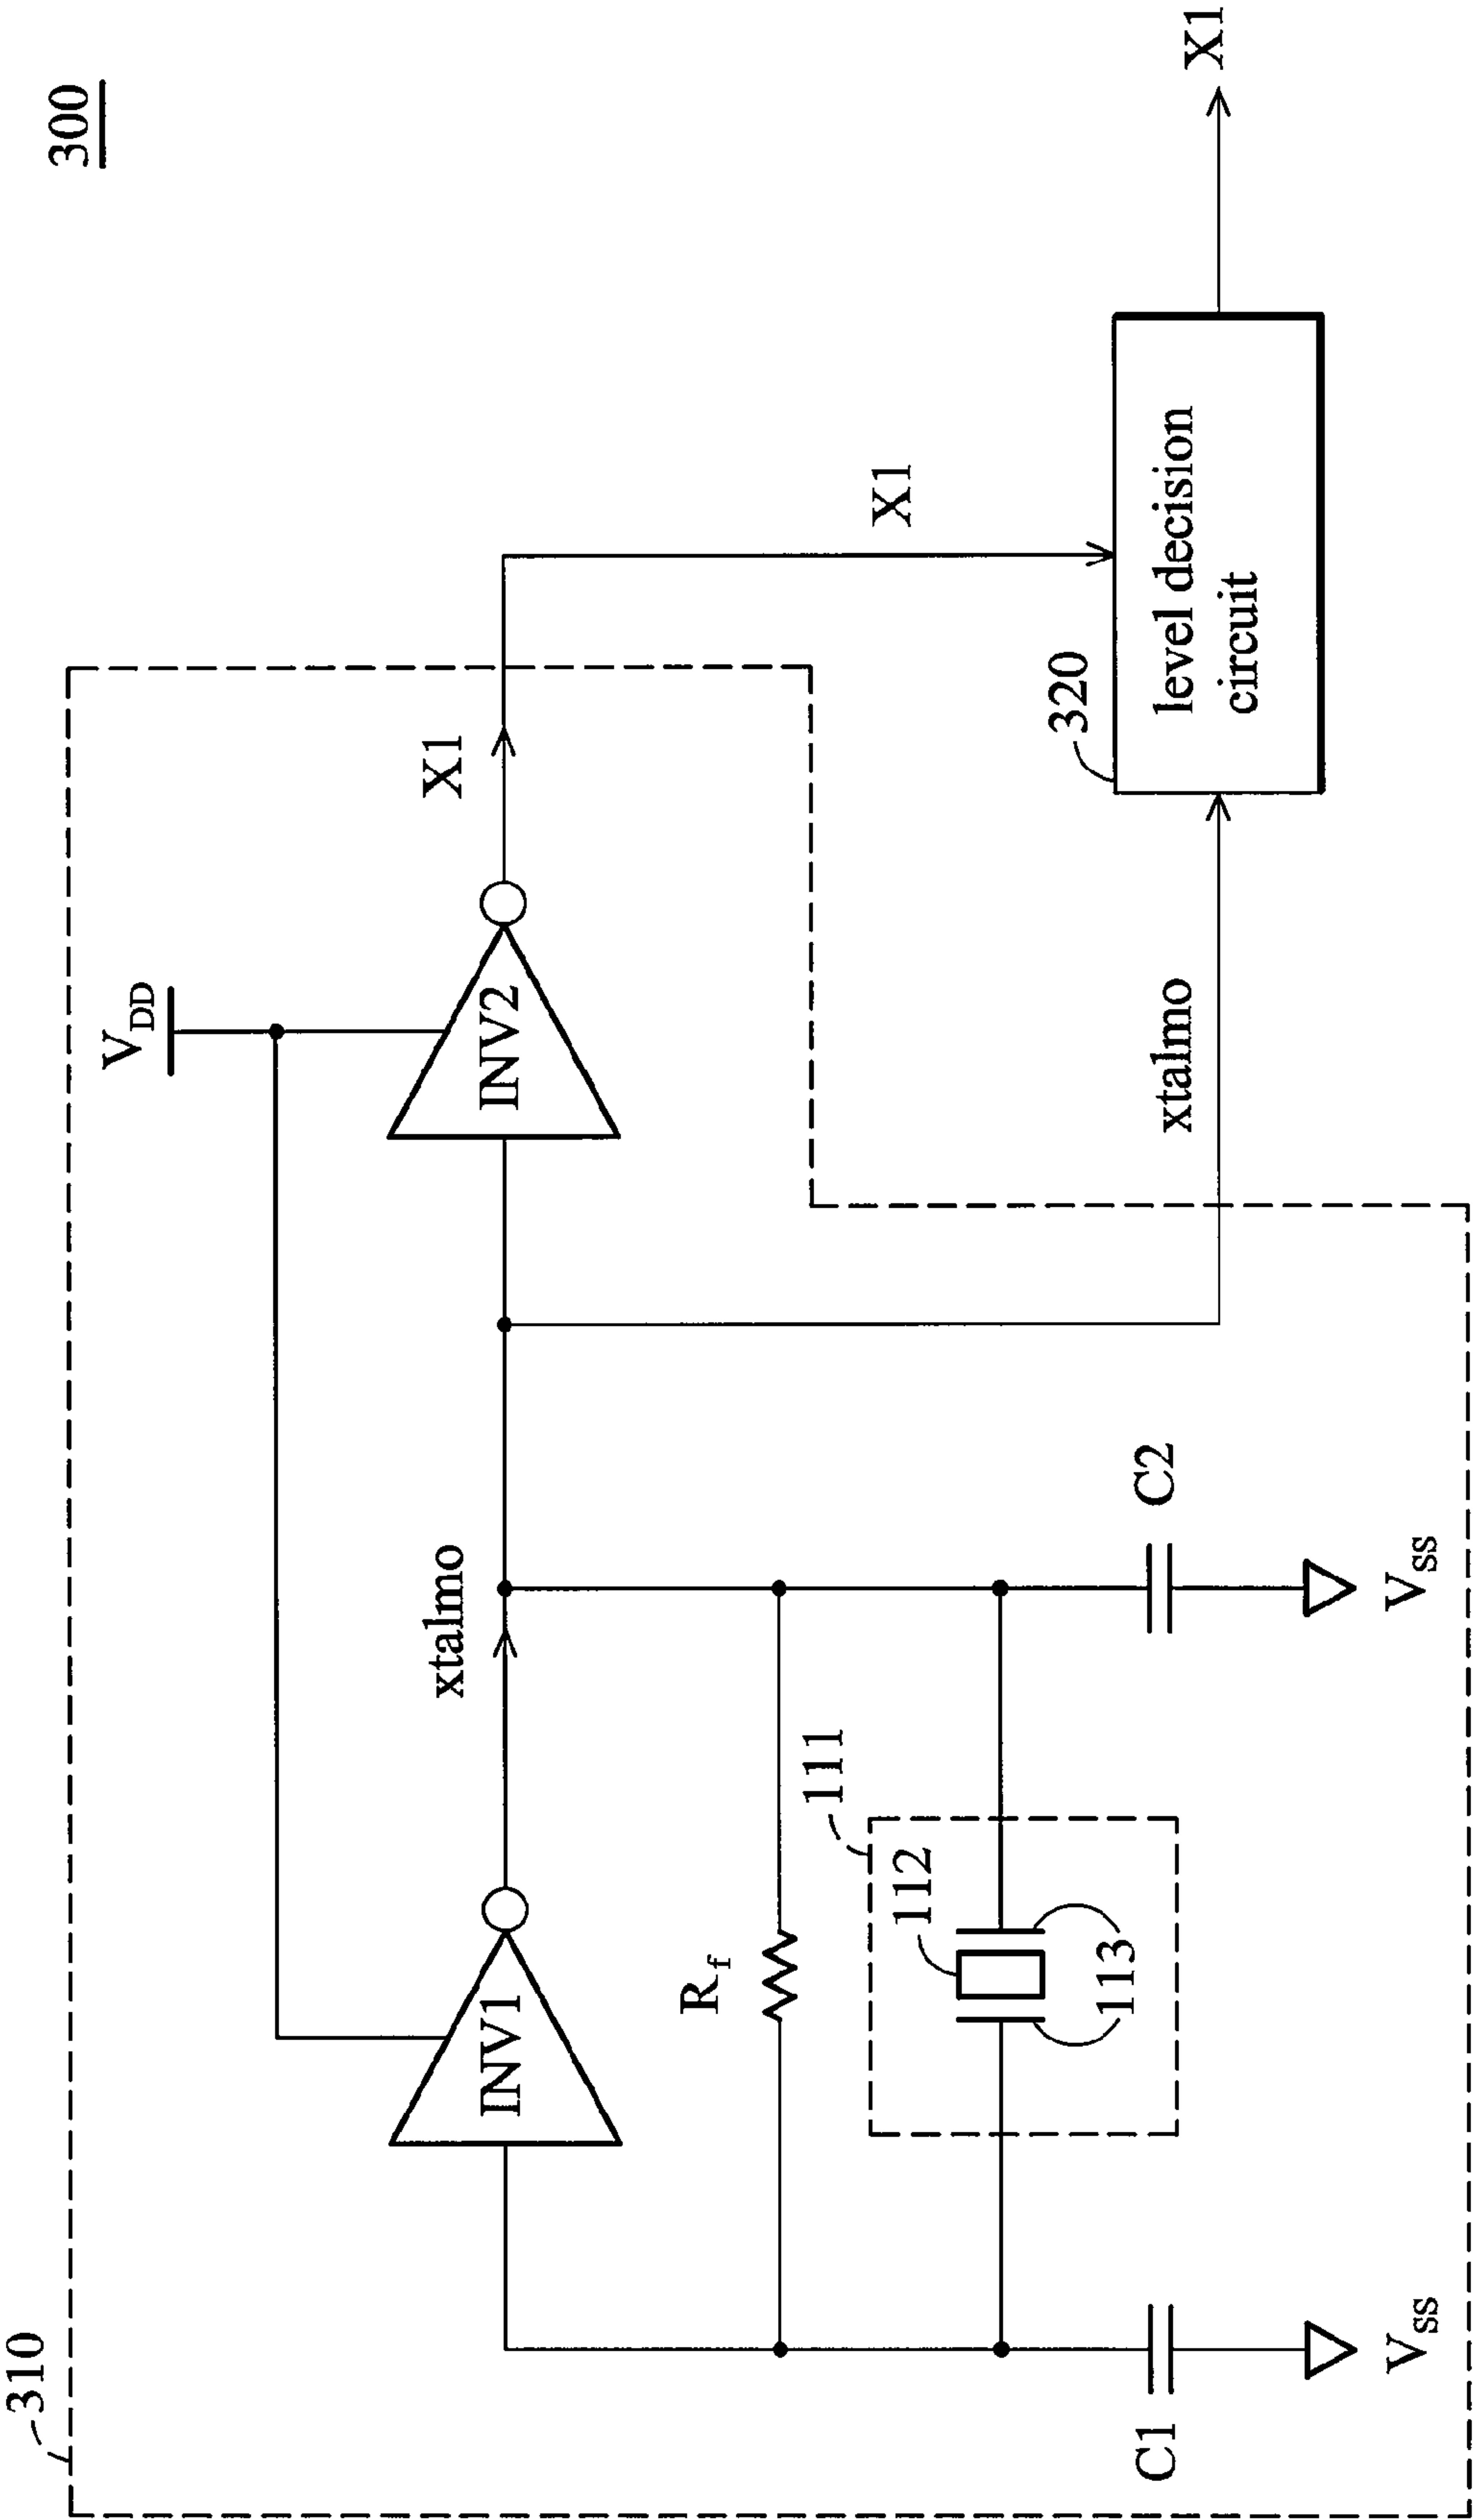 300
310
V_DD
INV1
xtalmo
INV2
X1
X1
R_f
111
112
113
C1
C2
V_SS
V_SS
xtalmo
320
level decision
circuit
X1